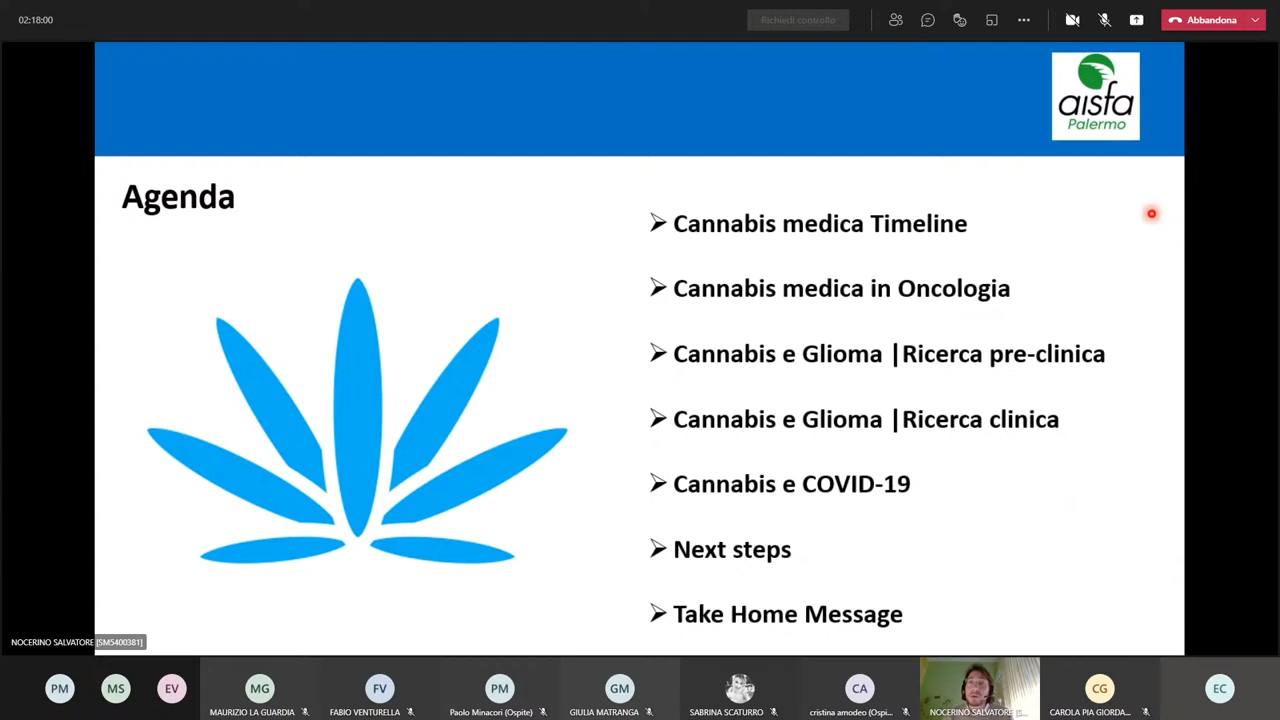 02:18:00
Richiedi controllo
Abbandona
aisfa
Palermo
Agenda
Cannabis medica Timeline
Cannabis medica in Oncologia
Cannabis e Glioma |Ricerca pre-clinica
Cannabis e Glioma |Ricerca clinica
Cannabis e COVID-19
Next steps
Take Home Message
NOCERINO SALVATORE [SM5400381]
PM
MS
EV
MG
FV
PM
GM
CA
CG
EC
MAURIZIO LA GUARDIA
FABIO VENTURELLA
Paolo Minacori (Ospite)
GIULIA MATRANGA
SABRINA SCATURRO
cristina amodeo (Ospi...
NOCERINO SALVATORE [S...
CAROLA PIA GIORDA...